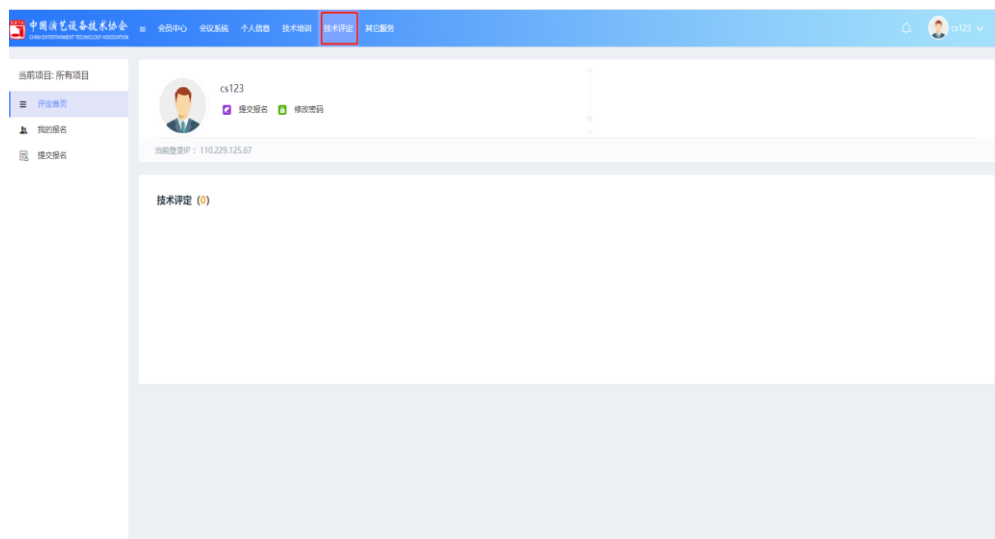 中国演艺设备技术协会
CHINA ENTERTAINMENT TECHNOLOGY ASSOCIATION
会员中心 会议系统 个人信息 技术培训 技术评定 其它服务
cs123
当前项目: 所有项目
评定首页
我的报名
提交报名
cs123
提交报名 修改密码
当前登录IP： 110.229.125.67
技术评定 (0)